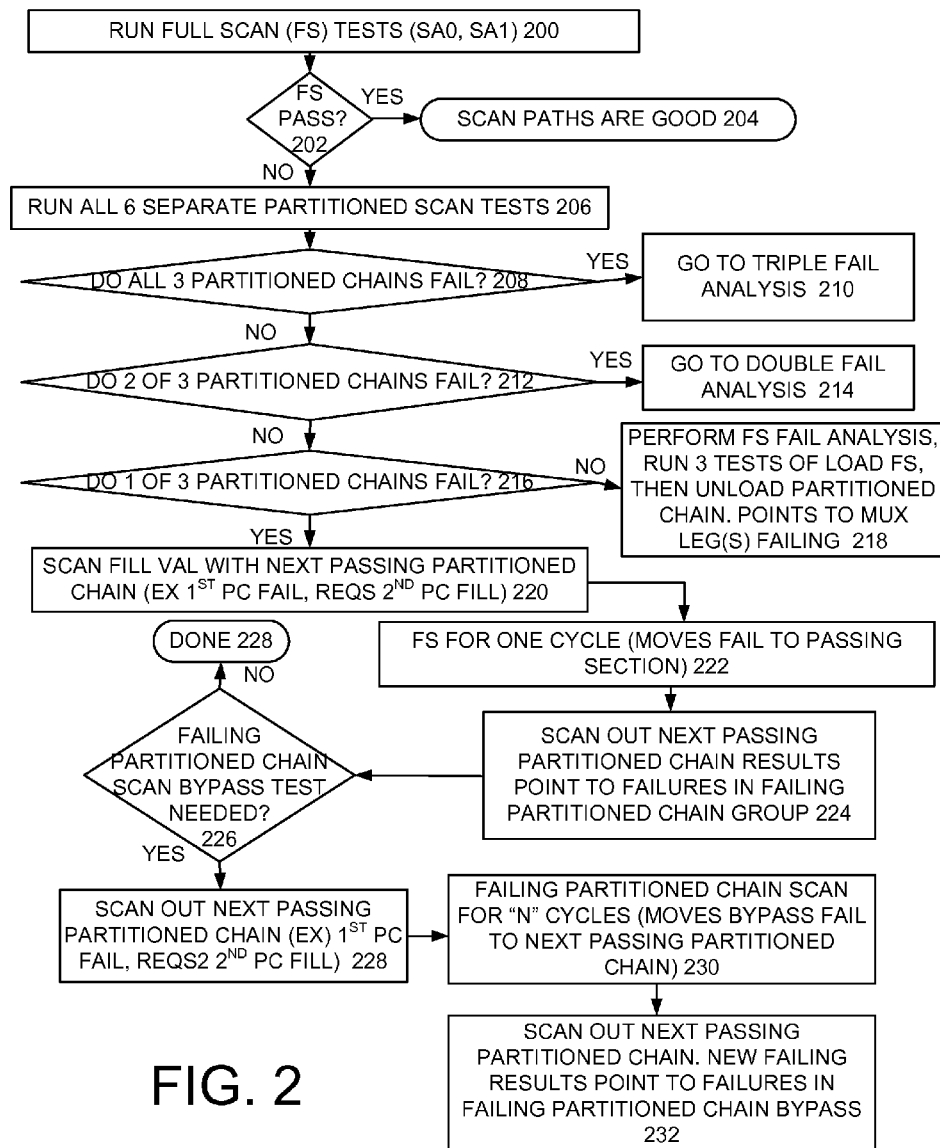 RUN FULL SCAN (FS) TESTS (SA0, SA1) 200
FS
PASS?
202
YES
SCAN PATHS ARE GOOD 204
NO
RUN ALL 6 SEPARATE PARTITIONED SCAN TESTS 206
DO ALL 3 PARTITIONED CHAINS FAIL? 208
YES
GO TO TRIPLE FAIL
ANALYSIS 210
NO
DO 2 OF 3 PARTITIONED CHAINS FAIL? 212
YES
GO TO DOUBLE FAIL
ANALYSIS 214
NO
DO 1 OF 3 PARTITIONED CHAINS FAIL? 216
NO
PERFORM FS FAIL ANALYSIS,
RUN 3 TESTS OF LOAD FS,
THEN UNLOAD PARTITIONED
CHAIN. POINTS TO MUX
LEG(S) FAILING 218
YES
SCAN FILL VAL WITH NEXT PASSING PARTITIONED
CHAIN (EX 1ST PC FAIL, REQS 2ND PC FILL) 220
FS FOR ONE CYCLE (MOVES FAIL TO PASSING
SECTION) 222
SCAN OUT NEXT PASSING
PARTITIONED CHAIN RESULTS
POINT TO FAILURES IN FAILING
PARTITIONED CHAIN GROUP 224
DONE 228
NO
FAILING
PARTITIONED CHAIN
SCAN BYPASS TEST
NEEDED?
226
YES
SCAN OUT NEXT PASSING
PARTITIONED CHAIN (EX) 1ST PC
FAIL, REQS2 2ND PC FILL) 228
FAILING PARTITIONED CHAIN SCAN
FOR "N" CYCLES (MOVES BYPASS FAIL
TO NEXT PASSING PARTITIONED
CHAIN) 230
SCAN OUT NEXT PASSING
PARTITIONED CHAIN. NEW FAILING
RESULTS POINT TO FAILURES IN
FAILING PARTITIONED CHAIN BYPASS
232
FIG. 2